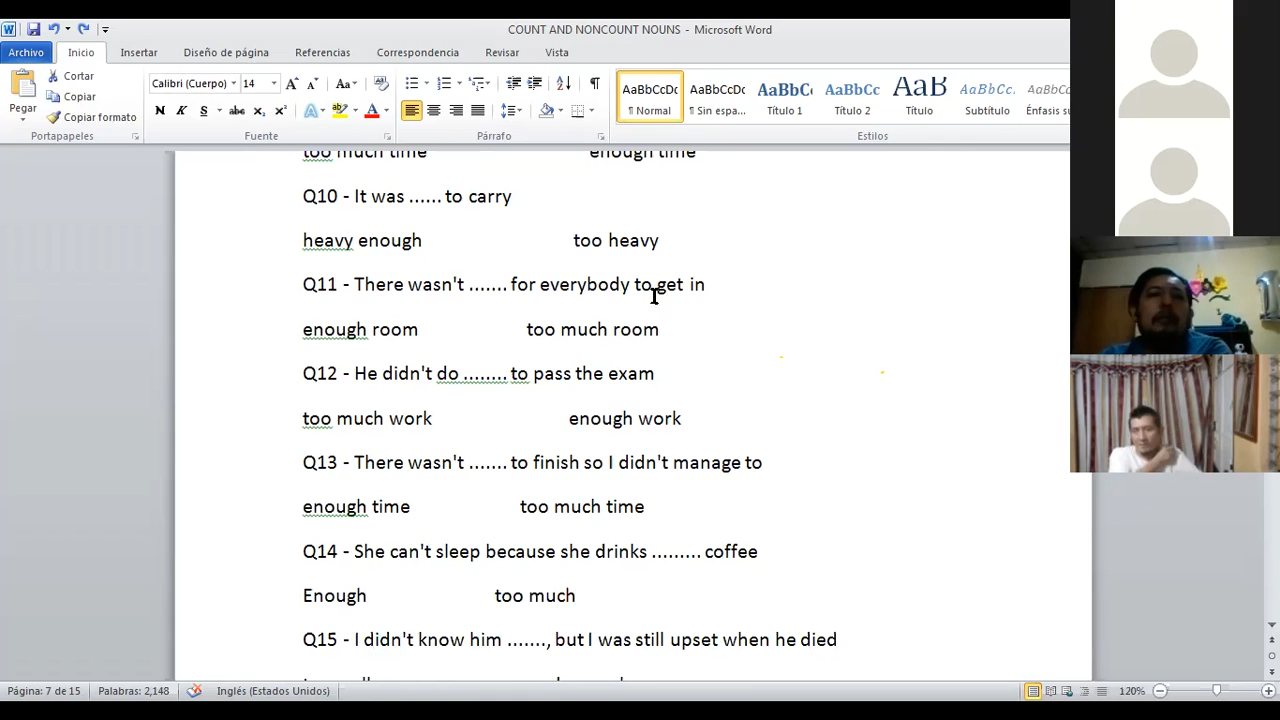 COUNT AND NONCOUNT NOUNS - Microsoft Word
Archivo Inicio Insertar Diseño de página Referencias Correspondencia Revisar Vista
Pegar
Cortar
Copiar
Copiar formato
Portapapeles
Calibri (Cuerpo) 14
N K S abc x₂ x²
Fuente
Párrafo
AaBbCcDc AaBbCcDc AaBbC AaBbCc AaB AaBbCc. AaBbCc
¶ Normal ¶ Sin espa... Título 1 Título 2 Título Subtítulo Énfasis su
Estilos
too much time enough time
Q10 - It was ...... to carry
heavy enough too heavy
Q11 - There wasn't ....... for everybody to get in
enough room too much room
Q12 - He didn't do ........ to pass the exam
too much work enough work
Q13 - There wasn't ....... to finish so I didn't manage to
enough time too much time
Q14 - She can't sleep because she drinks ......... coffee
Enough too much
Q15 - I didn't know him ......., but I was still upset when he died
Página: 7 de 15 Palabras: 2,148 Inglés (Estados Unidos) 120%